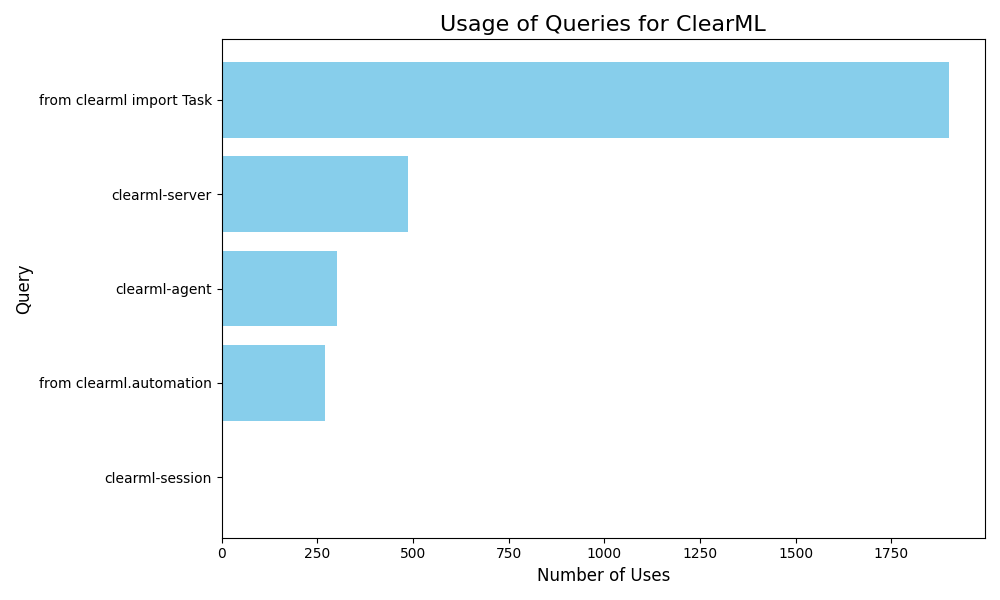 Usage of Queries for ClearML
from clearml import Task
clearml-server
clearml-agent
from clearml.automation
clearml-session
Query
0 250 500 750 1000 1250 1500 1750
Number of Uses